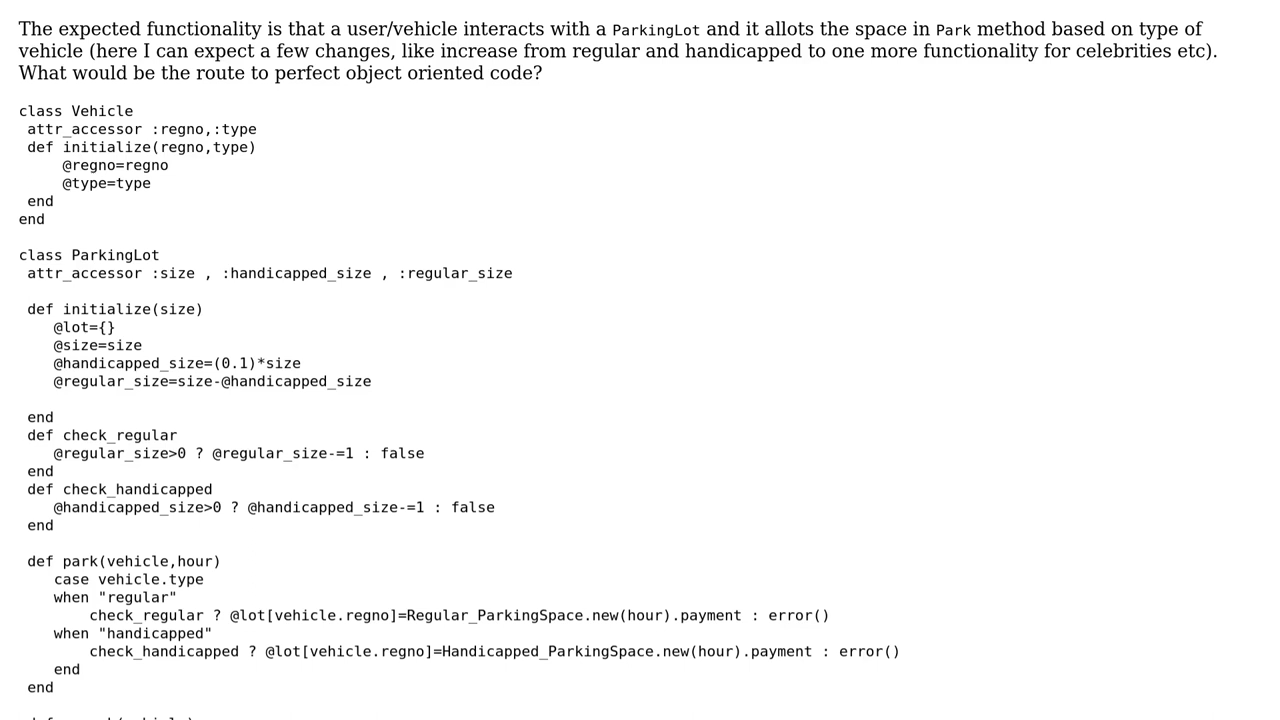 The expected functionality is that a user/vehicle interacts with a ParkingLot and it allots the space in Park method based on type of
vehicle (here I can expect a few changes, like increase from regular and handicapped to one more functionality for celebrities etc).
What would be the route to perfect object oriented code?
class Vehicle
 attr_accessor :regno,:type
 def initialize(regno,type)
     @regno=regno
     @type=type
 end
end
class ParkingLot
 attr_accessor :size , :handicapped_size , :regular_size
 def initialize(size)
    @lot={}
    @size=size
    @handicapped_size=(0.1)*size
    @regular_size=size-@handicapped_size
 end
 def check_regular
    @regular_size>0 ? @regular_size-=1 : false
 end
 def check_handicapped
    @handicapped_size>0 ? @handicapped_size-=1 : false
 end
 def park(vehicle,hour)
    case vehicle.type
    when "regular"
        check_regular ? @lot[vehicle.regno]=Regular_ParkingSpace.new(hour).payment : error()
    when "handicapped"
        check_handicapped ? @lot[vehicle.regno]=Handicapped_ParkingSpace.new(hour).payment : error()
    end
 end